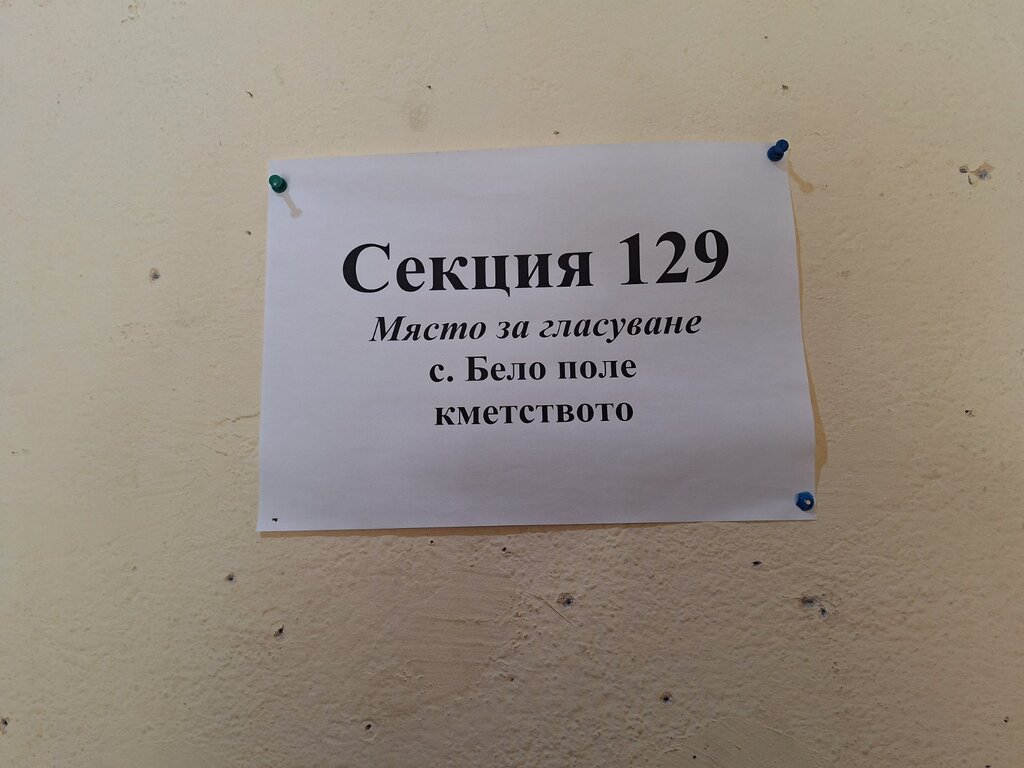 Секция 129
Място за гласуване
с. Бело поле
кметството